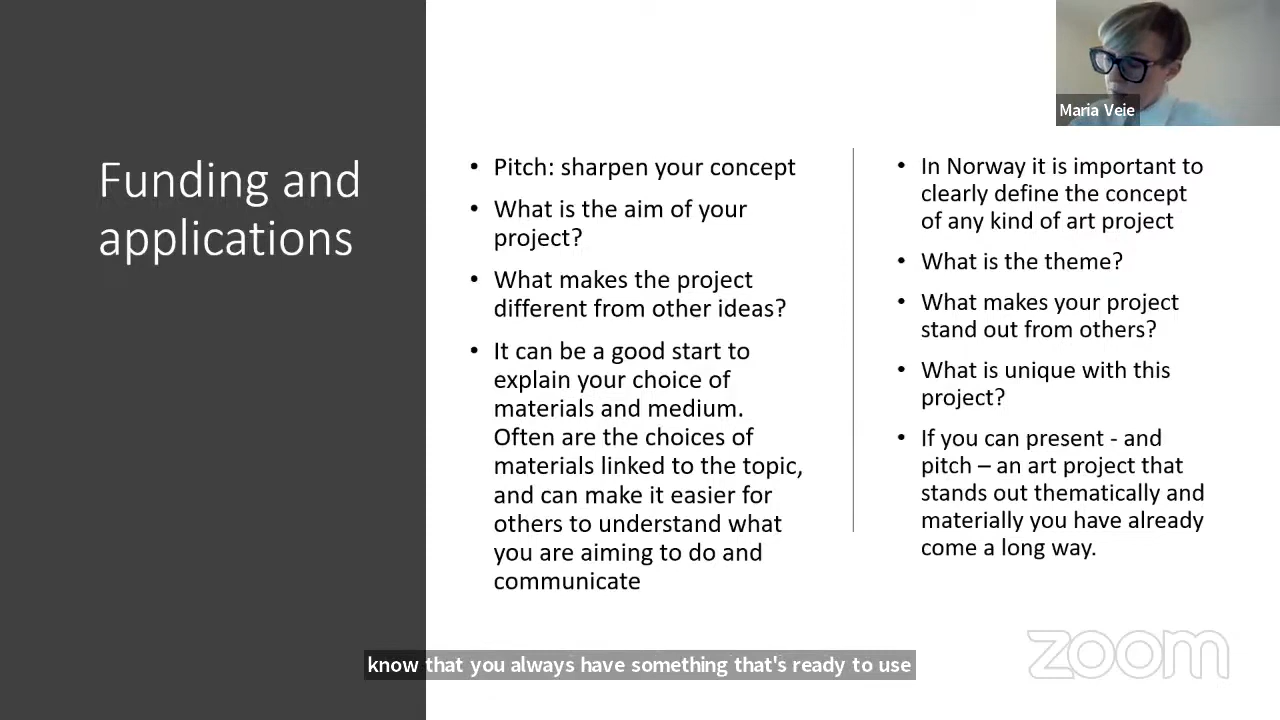 Funding and
applications
• Pitch: sharpen your concept
• What is the aim of your
project?
• What makes the project
different from other ideas?
• It can be a good start to
explain your choice of
materials and medium.
Often are the choices of
materials linked to the topic,
and can make it easier for
others to understand what
you are aiming to do and
communicate
• In Norway it is important to
clearly define the concept
of any kind of art project
• What is the theme?
• What makes your project
stand out from others?
• What is unique with this
project?
• If you can present - and
pitch – an art project that
stands out thematically and
materially you have already
come a long way.
Maria Veie
know that you always have something that's ready to use
zoom